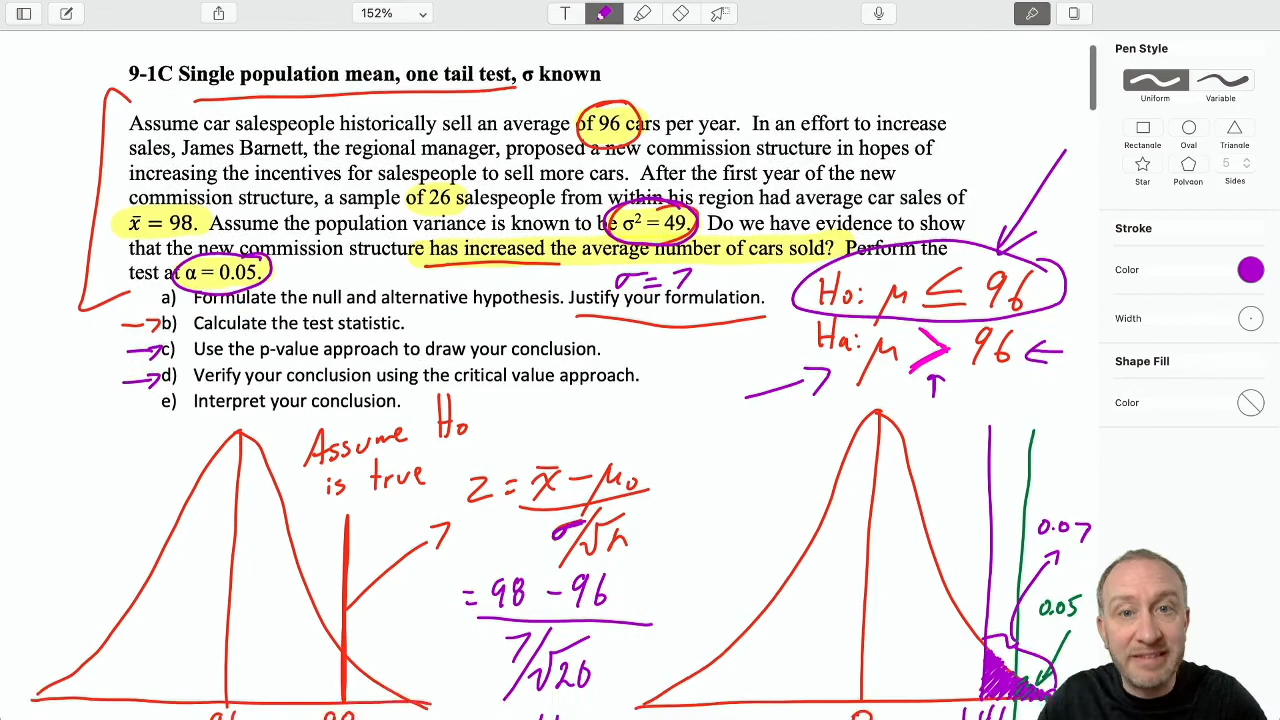 152%
T
Pen Style
Uniform
Variable
Rectangle
Oval
Triangle
Star
Polygon
5
Sides
Stroke
Color
Width
Shape Fill
Color
9-1C Single population mean, one tail test, σ known
Assume car salespeople historically sell an average of 96 cars per year. In an effort to increase
sales, James Barnett, the regional manager, proposed a new commission structure in hopes of
increasing the incentives for salespeople to sell more cars. After the first year of the new
commission structure, a sample of 26 salespeople from within his region had average car sales of
x̄ = 98. Assume the population variance is known to be σ² = 49. Do we have evidence to show
that the new commission structure has increased the average number of cars sold? Perform the
test at α = 0.05.
σ = 7
a) Formulate the null and alternative hypothesis. Justify your formulation.
b) Calculate the test statistic.
c) Use the p-value approach to draw your conclusion.
d) Verify your conclusion using the critical value approach.
e) Interpret your conclusion.
Ho: μ ≤ 96
Ha: μ > 96
Assume Ho
is true
Z = x̄ - μo
σ/√n
= 98 - 96
7/√26
0.07
0.05